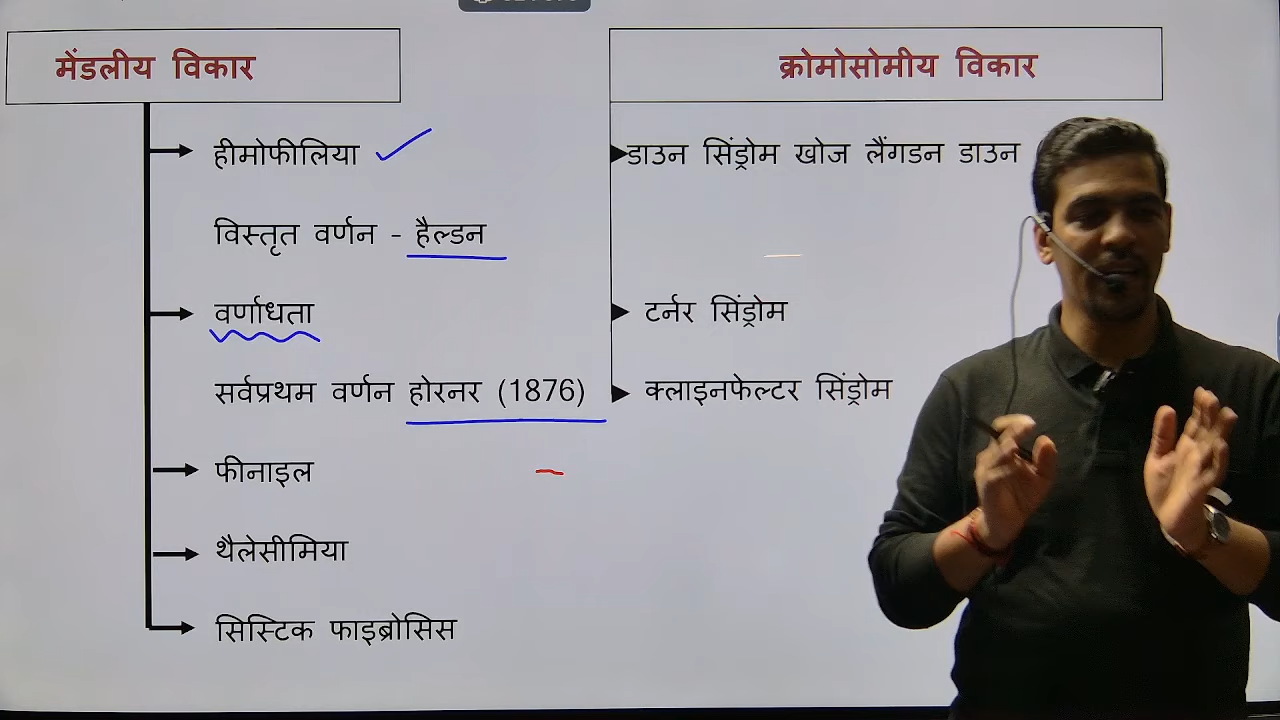 मेंडलीय विकार
हीमोफीलिया
विस्तृत वर्णन - हैल्डन
वर्णाधता
सर्वप्रथम वर्णन होरनर (1876)
फीनाइल
थैलेसीमिया
सिस्टिक फाइब्रोसिस
क्रोमोसोमीय विकार
डाउन सिंड्रोम खोज लैंगडन डाउन
टर्नर सिंड्रोम
क्लाइनफेल्टर सिंड्रोम